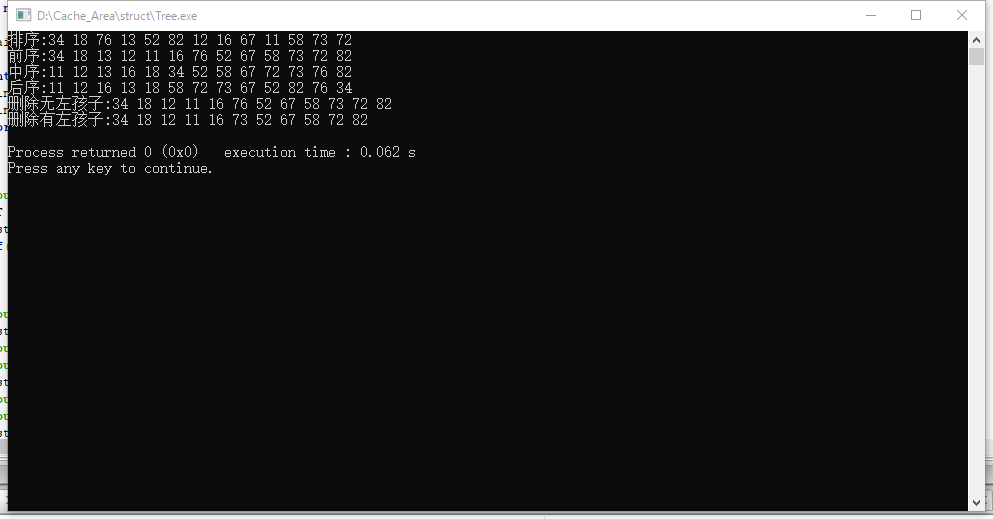 D:\Cache_Area\struct\Tree.exe
排序:34 18 76 13 52 82 12 16 67 11 58 73 72
前序:34 18 13 12 11 16 76 52 67 58 73 72 82
中序:11 12 13 16 18 34 52 58 67 72 73 76 82
后序:11 12 16 13 18 58 72 73 67 52 82 76 34
删除无左孩子:34 18 12 11 16 76 52 67 58 73 72 82
删除有左孩子:34 18 12 11 16 73 52 67 58 72 82
Process returned 0 (0x0)   execution time : 0.062 s
Press any key to continue.